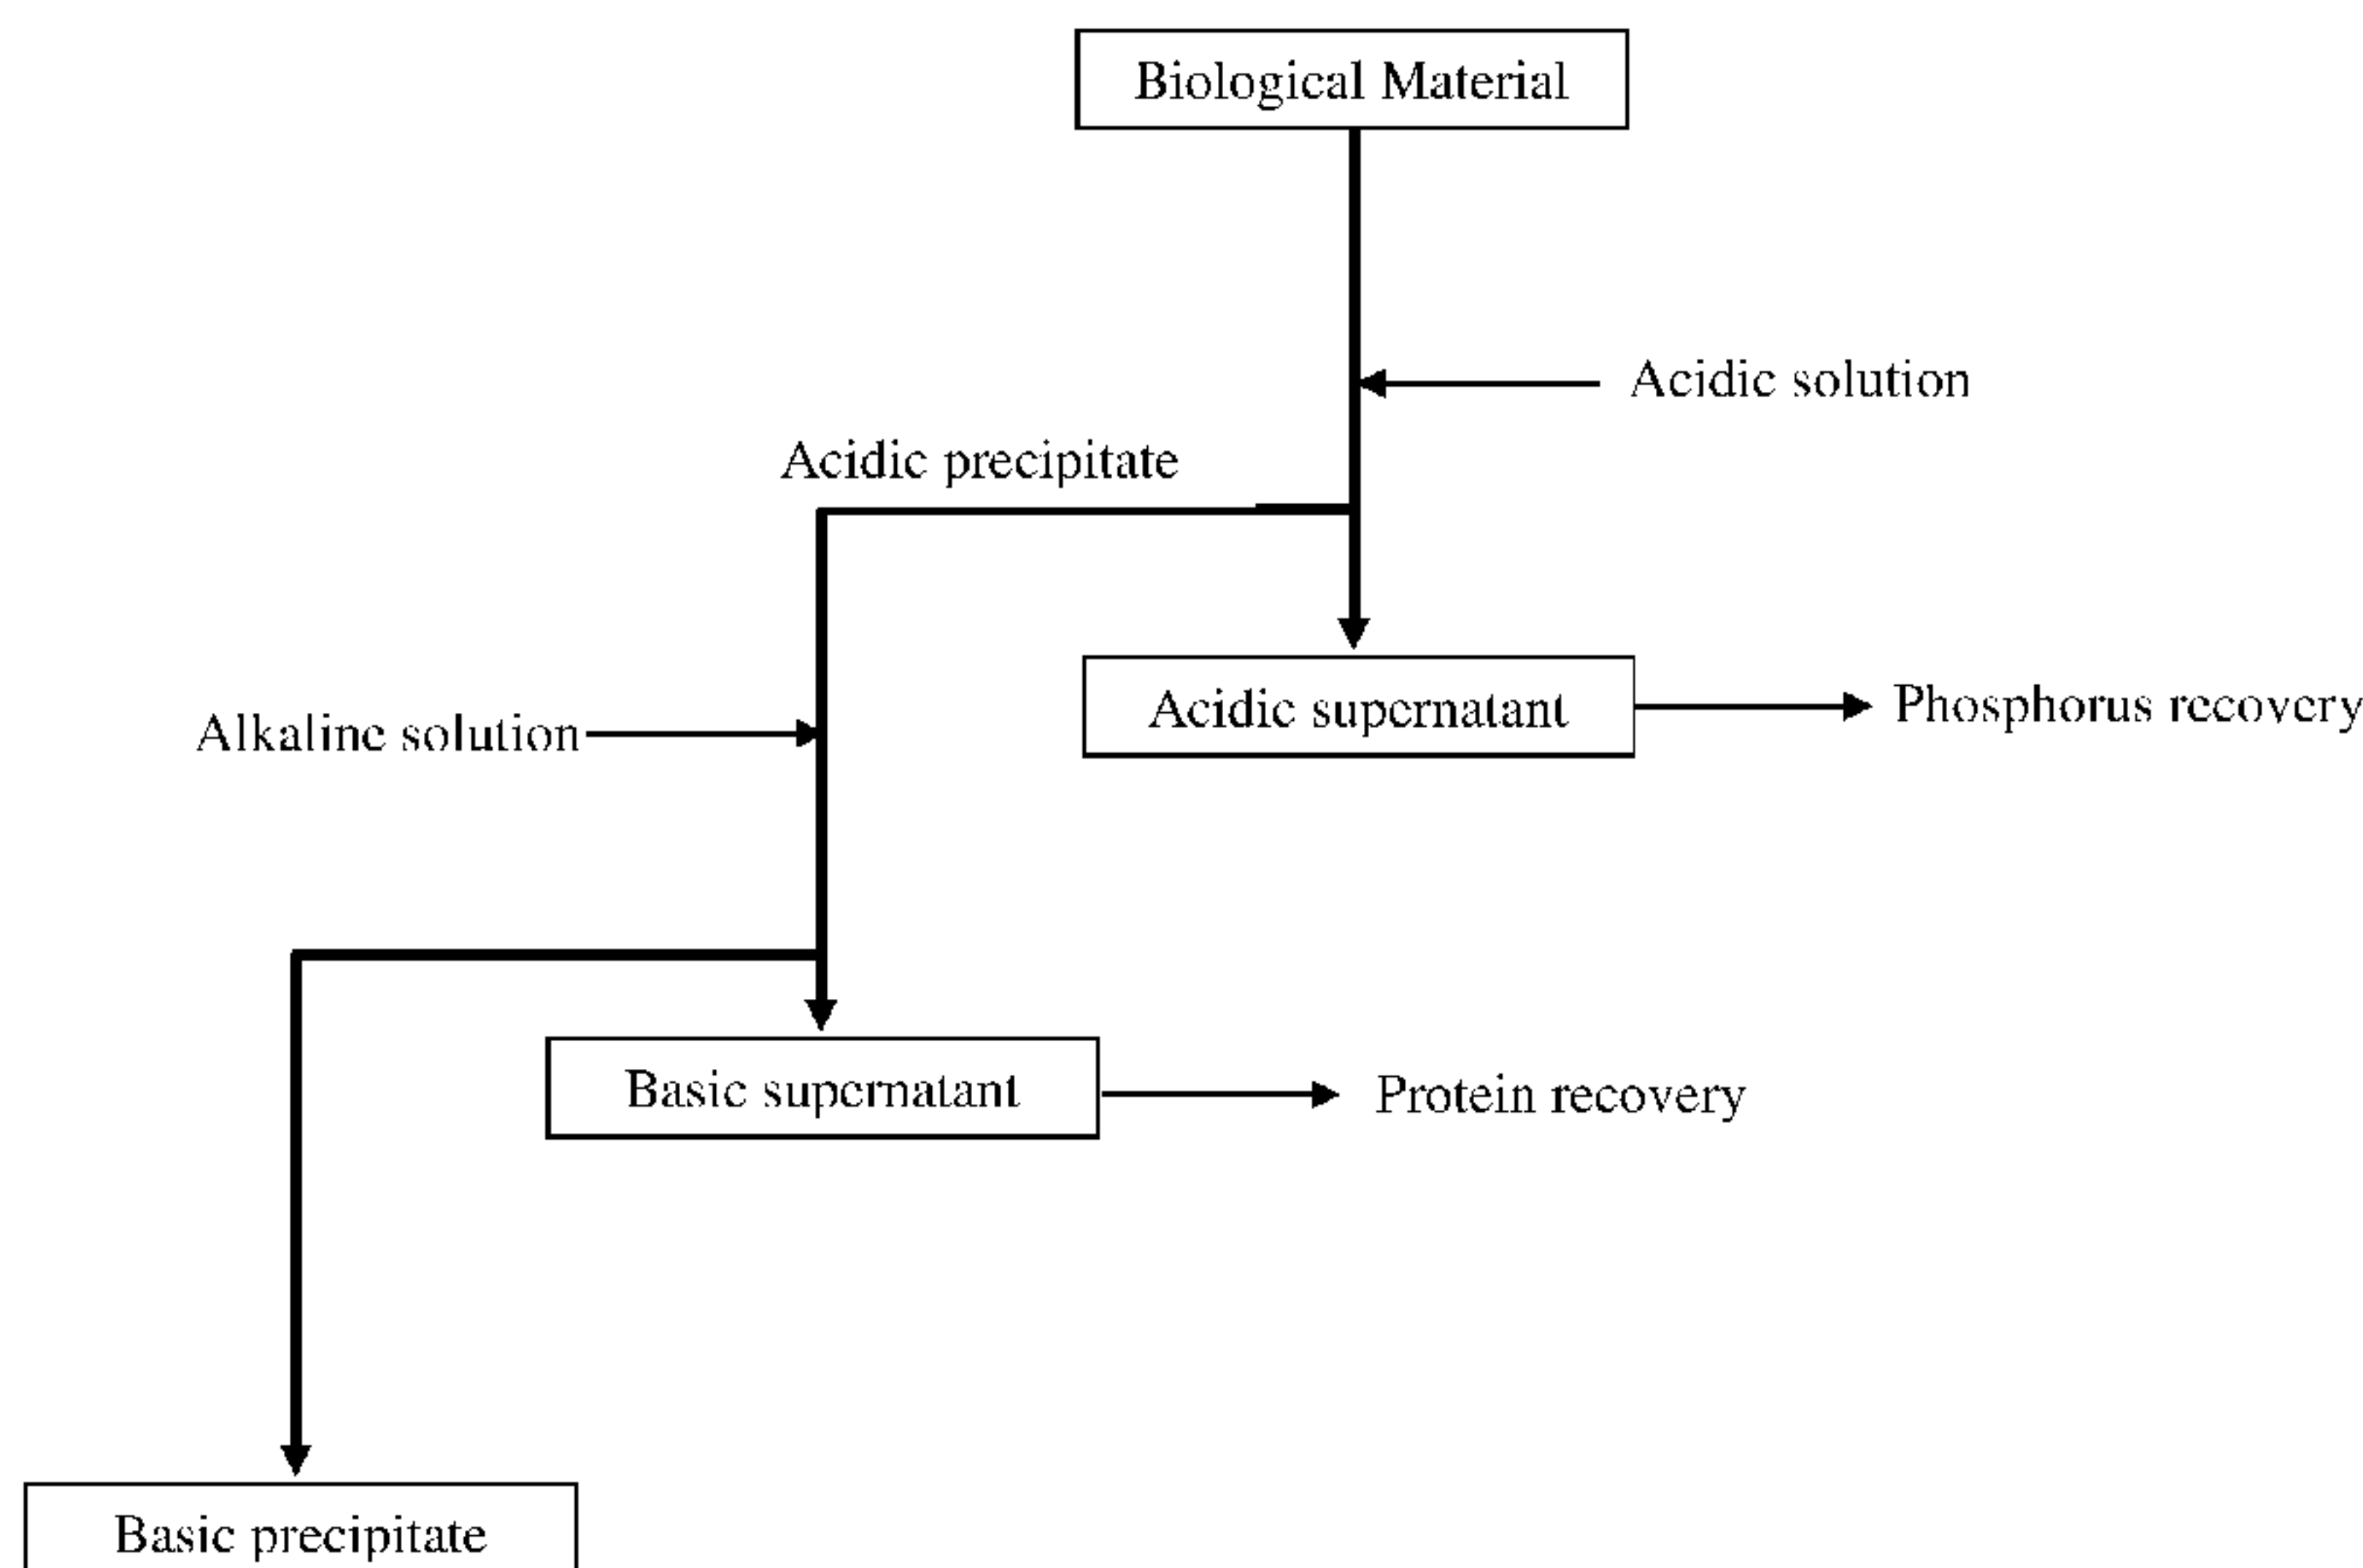 Biological Material
Acidic solution
Acidic precipitate
Acidic supernatant
Phosphorus recovery
Alkaline solution
Basic supernatant
Protein recovery
Basic precipitate